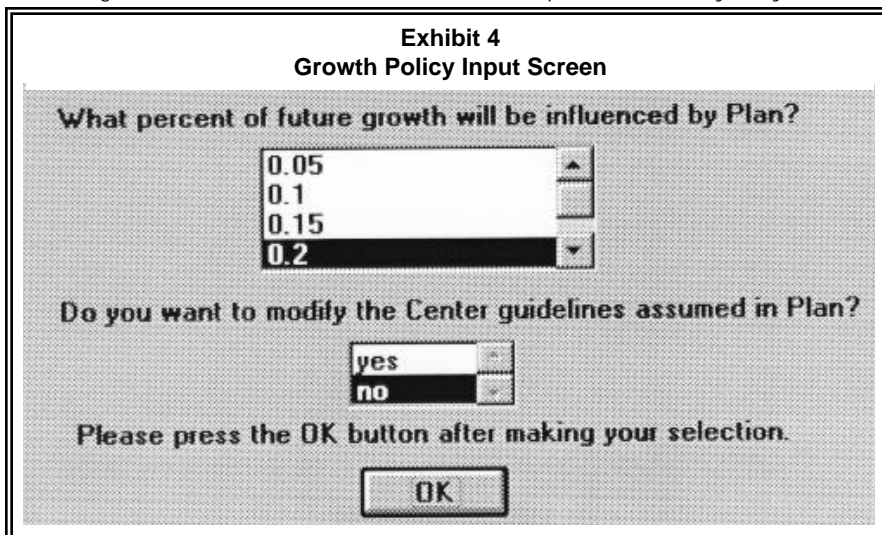 Exhibit 4
Growth Policy Input Screen
What percent of future growth will be influenced by Plan?
0.05
0.1
0.15
0.2
Do you want to modify the Center guidelines assumed in Plan?
yes
no
Please press the OK button after making your selection.
OK